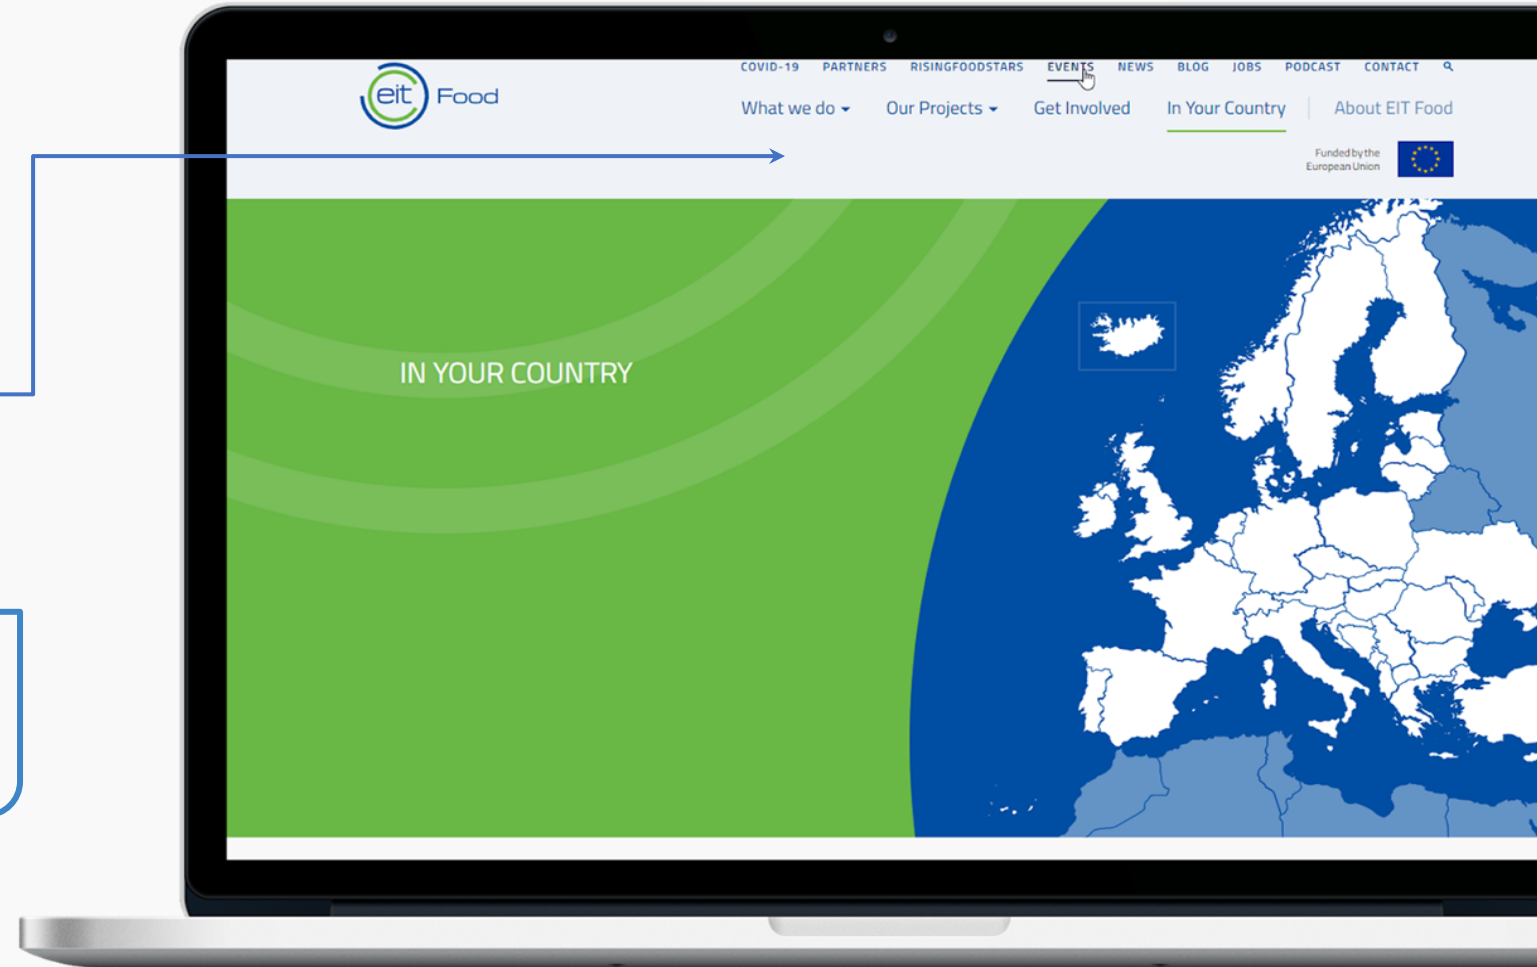 COVID-19 PARTNERS RISINGFOODSTARS EVENTS NEWS BLOG JOBS PODCAST CONTACT
eit Food
What we do Our Projects Get Involved In Your Country About EIT Food
Funded by the
European Union
IN YOUR COUNTRY